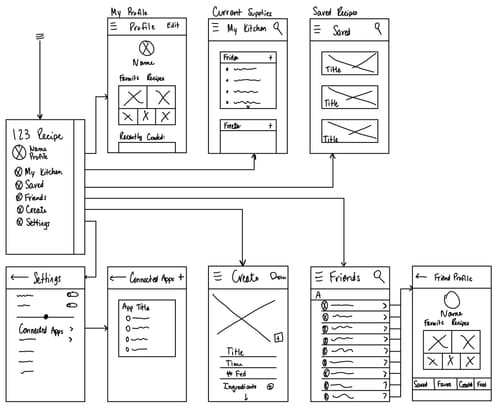 My Profile
Profile Edit
Name
Favorite Recipes
Recently Cooked:
Current Supplies
My Kitchen
Fridge +
Freezer +
Saved Recipes
Saved
Title
Title
Title
123 Recipe
Name
Profile
My Kitchen
Saved
Friends
Create
Settings
Settings
Connected Apps >
Connected Apps +
App Title
Create
Title
Time
# Fed
Ingredients
Friends
A
Friend Profile
Name
Favorite Recipes
Saved Faves Cooked Feed